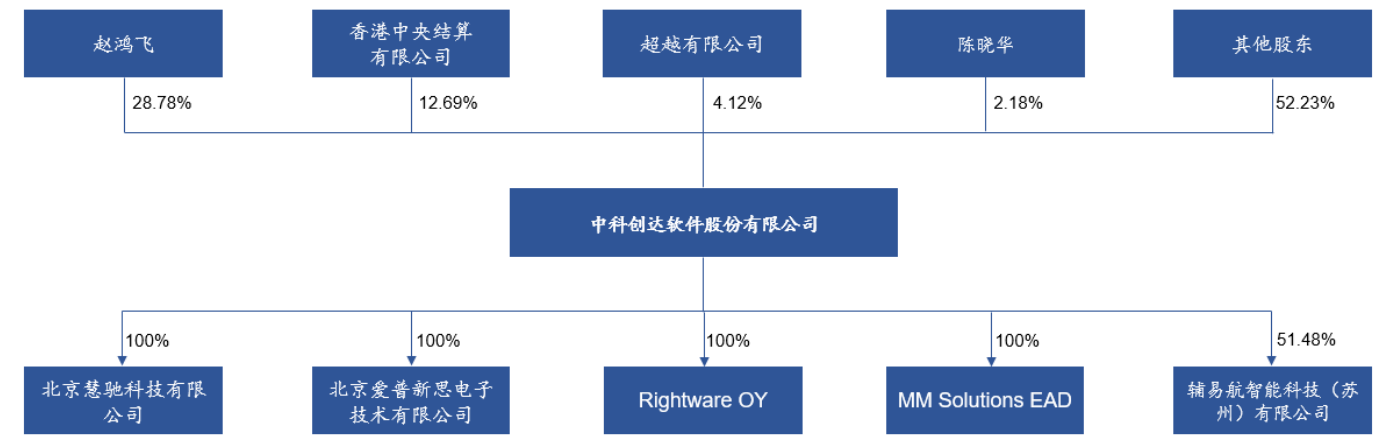 赵鸿飞
香港中央结算
有限公司
超越有限公司
陈晓华
其他股东
28.78%
12.69%
4.12%
2.18%
52.23%
中科创达软件股份有限公司
100%
100%
100%
100%
51.48%
北京慧驰科技有限
公司
北京爱普新思电子
技术有限公司
Rightware OY
MM Solutions EAD
辅易航智能科技（苏
州）有限公司